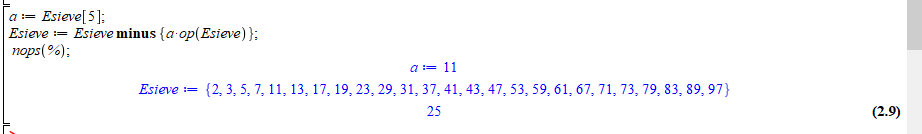 a := Esieve[5];
Esieve := Esieve minus {a·op(Esieve)};
nops(%);
a := 11
Esieve := {2, 3, 5, 7, 11, 13, 17, 19, 23, 29, 31, 37, 41, 43, 47, 53, 59, 61, 67, 71, 73, 79, 83, 89, 97}
25
(2.9)